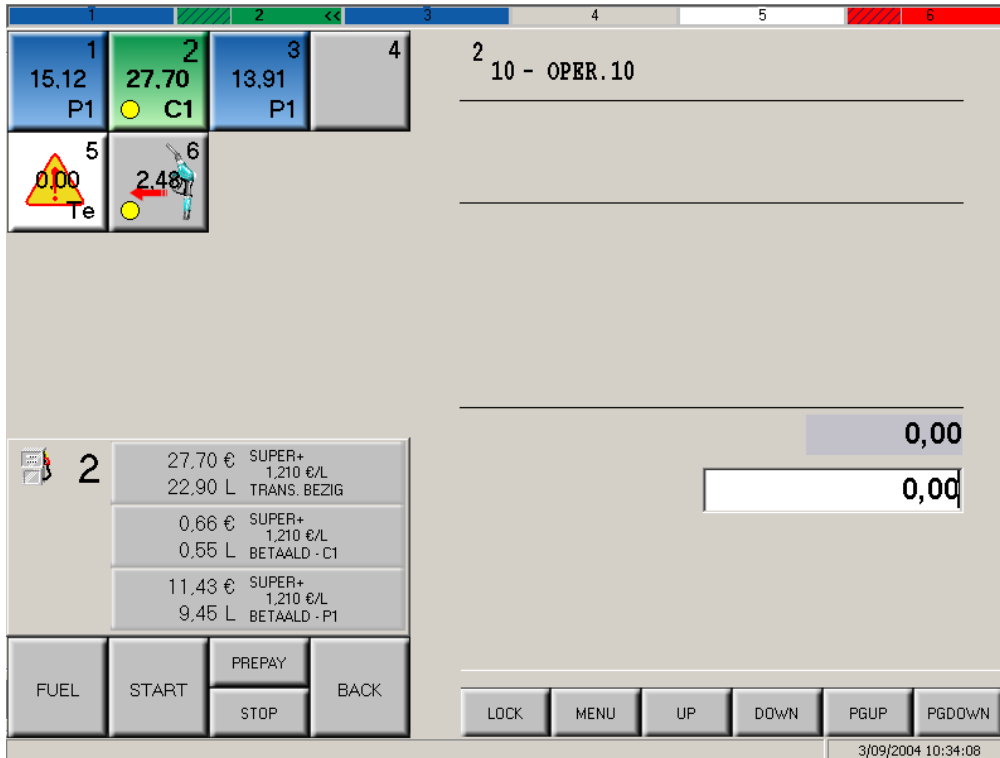 1 2 << 3 4 5 6
1 2 3 4
15,12 27,70 13,91
P1 C1 P1
5 6
0,00 2,48
Te
2
10 - OPER.10
0,00
0,00
2
27,70 € SUPER+
1,210 €/L
22,90 L TRANS. BEZIG
0,66 € SUPER+
1,210 €/L
0,55 L BETAALD - C1
11,43 € SUPER+
1,210 €/L
9,45 L BETAALD - P1
FUEL START PREPAY BACK
STOP
LOCK MENU UP DOWN PGUP PGDOWN
3/09/2004 10:34:08